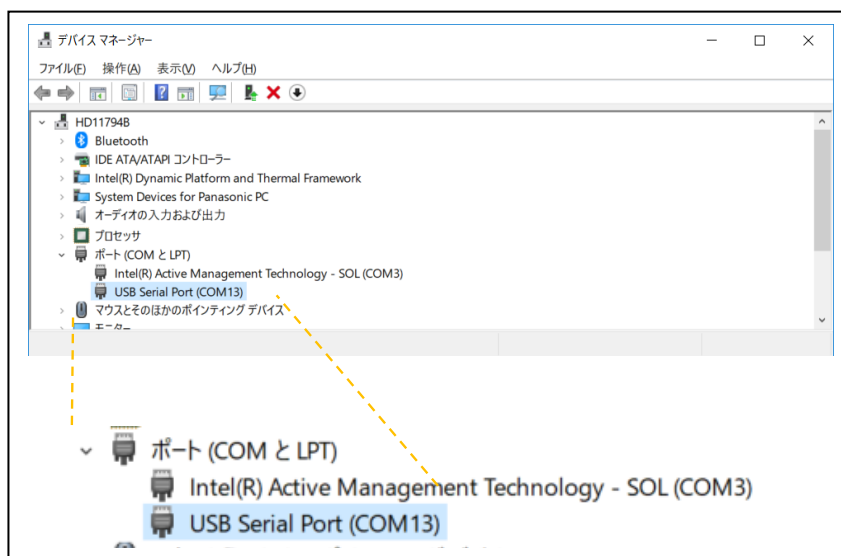 デバイス マネージャー
ファイル(F) 操作(A) 表示(V) ヘルプ(H)
HD11794B
Bluetooth
IDE ATA/ATAPI コントローラー
Intel(R) Dynamic Platform and Thermal Framework
System Devices for Panasonic PC
オーディオの入力および出力
プロセッサ
ポート (COM と LPT)
Intel(R) Active Management Technology - SOL (COM3)
USB Serial Port (COM13)
マウスとそのほかのポインティング デバイス
モニター
ポート (COM と LPT)
Intel(R) Active Management Technology - SOL (COM3)
USB Serial Port (COM13)